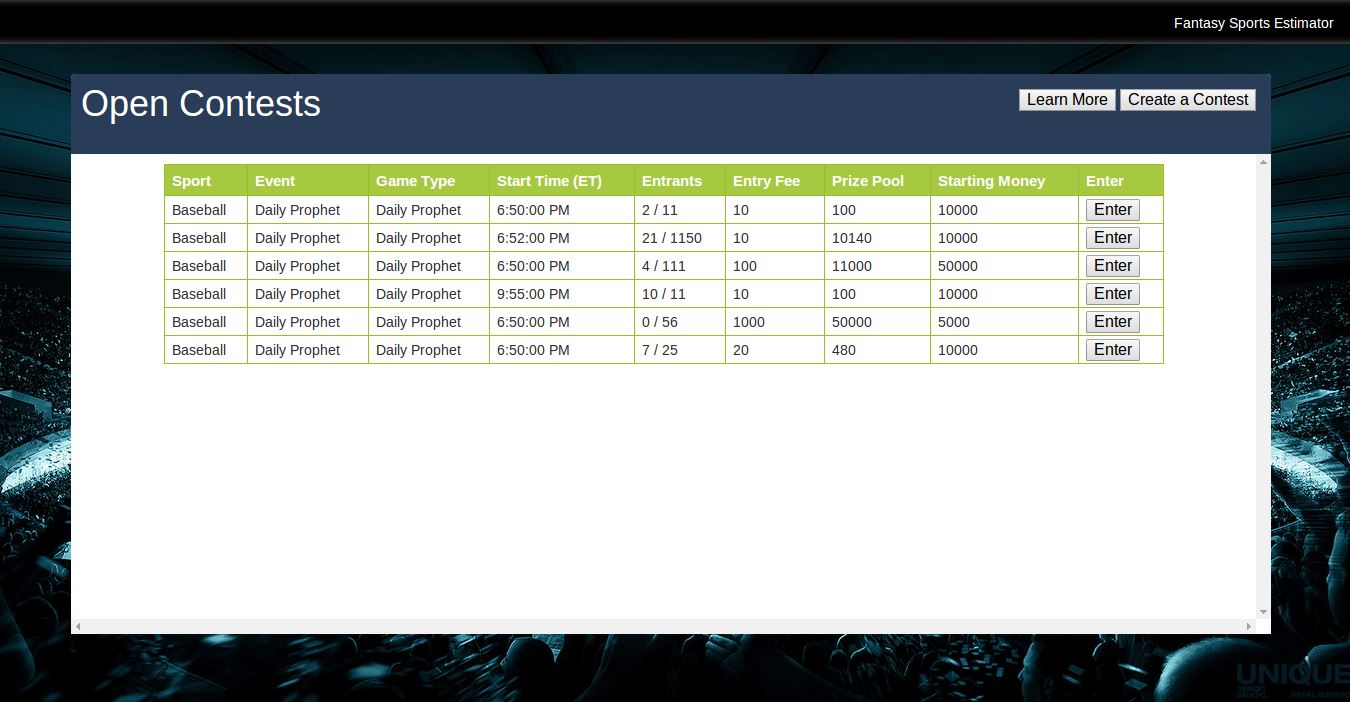 Fantasy Sports Estimator
Open Contests
Learn More Create a Contest
Sport Event Game Type Start Time (ET) Entrants Entry Fee Prize Pool Starting Money Enter
Baseball Daily Prophet Daily Prophet 6:50:00 PM 2 / 11 10 100 10000 Enter
Baseball Daily Prophet Daily Prophet 6:52:00 PM 21 / 1150 10 10140 10000 Enter
Baseball Daily Prophet Daily Prophet 6:50:00 PM 4 / 111 100 11000 50000 Enter
Baseball Daily Prophet Daily Prophet 9:55:00 PM 10 / 11 10 100 10000 Enter
Baseball Daily Prophet Daily Prophet 6:50:00 PM 0 / 56 1000 50000 5000 Enter
Baseball Daily Prophet Daily Prophet 6:50:00 PM 7 / 25 20 480 10000 Enter
UNIQUE
studio